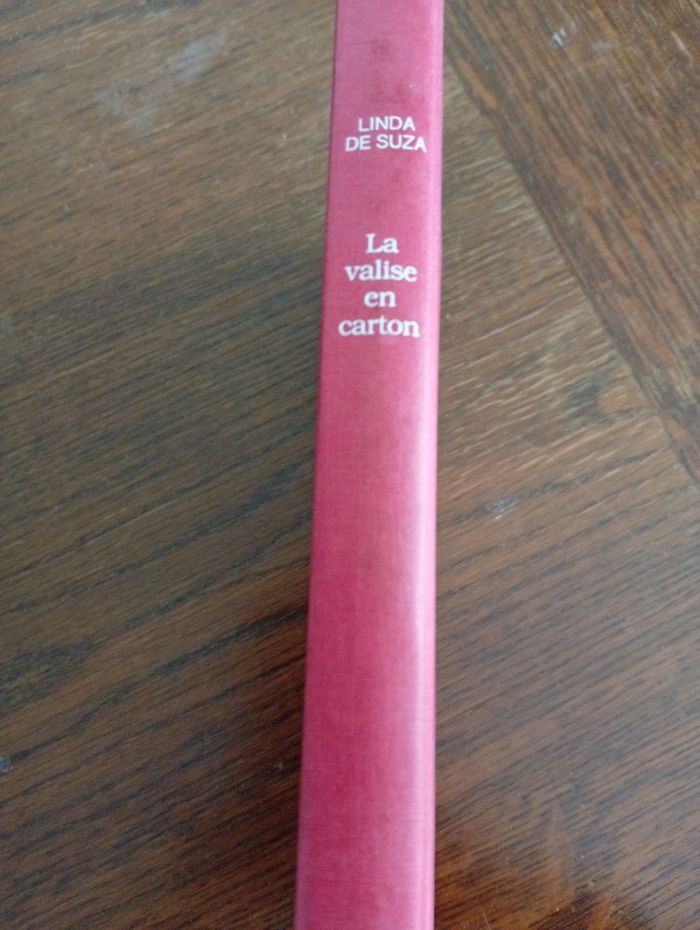 LINDA
DE SUZA
La
valise
en
carton